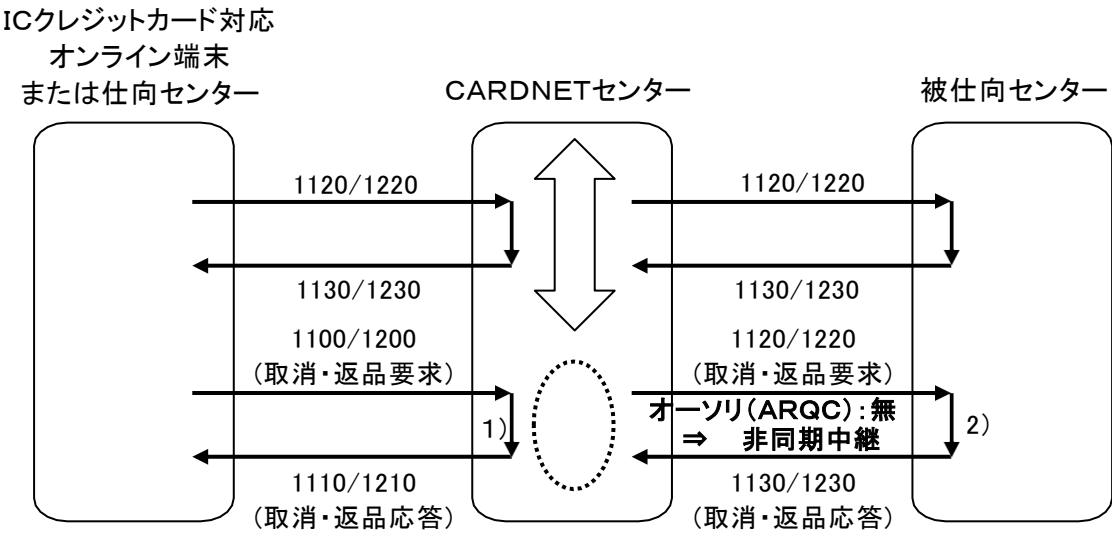 ICクレジットカード対応
オンライン端末
または仕向センター
CARDNETセンター
被仕向センター
1120/1220
1120/1220
1130/1230
1130/1230
1100/1200
(取消・返品要求)
1120/1220
(取消・返品要求)
オーソリ(ARQC):無
⇒ 非同期中継
1)
2)
1110/1210
(取消・返品応答)
1130/1230
(取消・返品応答)